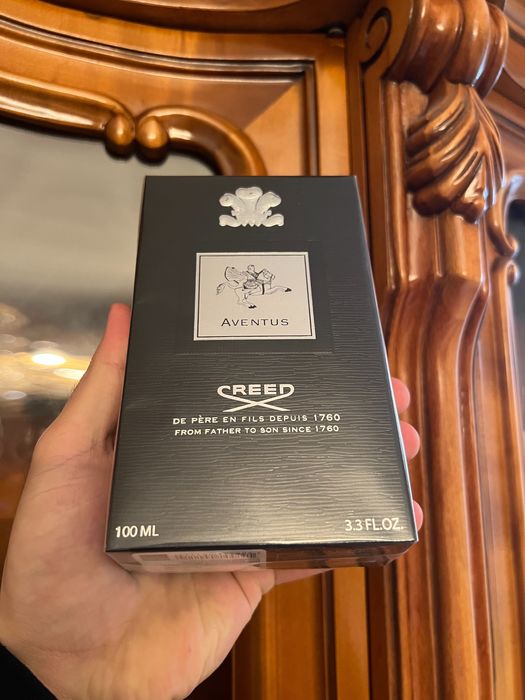 AVENTUS
CREED
DE PÈRE EN FILS DEPUIS 1760
FROM FATHER TO SON SINCE 1760
100 ML
3.3 FL.OZ.